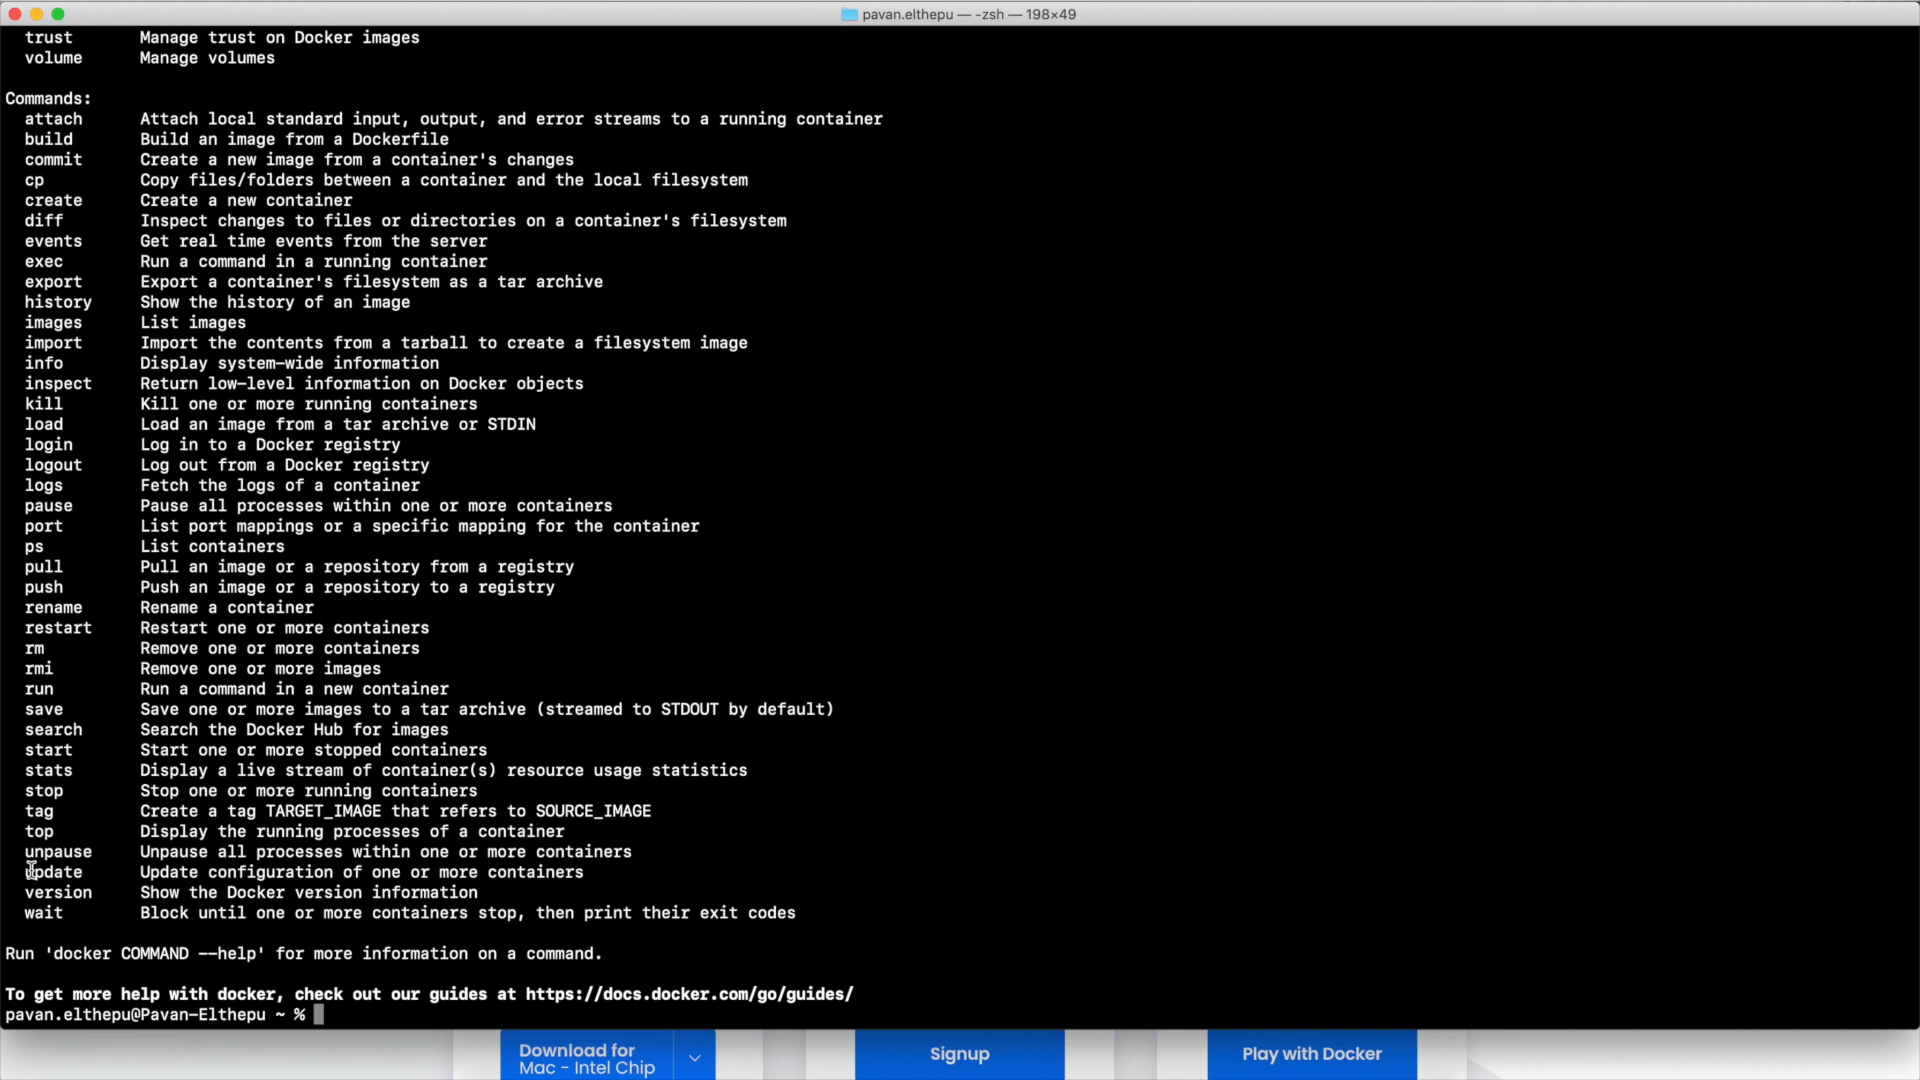 pavan.elthepu — -zsh — 198×49
trust Manage trust on Docker images
volume Manage volumes
Commands:
attach Attach local standard input, output, and error streams to a running container
build Build an image from a Dockerfile
commit Create a new image from a container's changes
cp Copy files/folders between a container and the local filesystem
create Create a new container
diff Inspect changes to files or directories on a container's filesystem
events Get real time events from the server
exec Run a command in a running container
export Export a container's filesystem as a tar archive
history Show the history of an image
images List images
import Import the contents from a tarball to create a filesystem image
info Display system-wide information
inspect Return low-level information on Docker objects
kill Kill one or more running containers
load Load an image from a tar archive or STDIN
login Log in to a Docker registry
logout Log out from a Docker registry
logs Fetch the logs of a container
pause Pause all processes within one or more containers
port List port mappings or a specific mapping for the container
ps List containers
pull Pull an image or a repository from a registry
push Push an image or a repository to a registry
rename Rename a container
restart Restart one or more containers
rm Remove one or more containers
rmi Remove one or more images
run Run a command in a new container
save Save one or more images to a tar archive (streamed to STDOUT by default)
search Search the Docker Hub for images
start Start one or more stopped containers
stats Display a live stream of container(s) resource usage statistics
stop Stop one or more running containers
tag Create a tag TARGET_IMAGE that refers to SOURCE_IMAGE
top Display the running processes of a container
unpause Unpause all processes within one or more containers
update Update configuration of one or more containers
version Show the Docker version information
wait Block until one or more containers stop, then print their exit codes
Run 'docker COMMAND --help' for more information on a command.
To get more help with docker, check out our guides at https://docs.docker.com/go/guides/
pavan.elthepu@Pavan-Elthepu ~ %
Download for
Mac - Intel Chip
Signup
Play with Docker